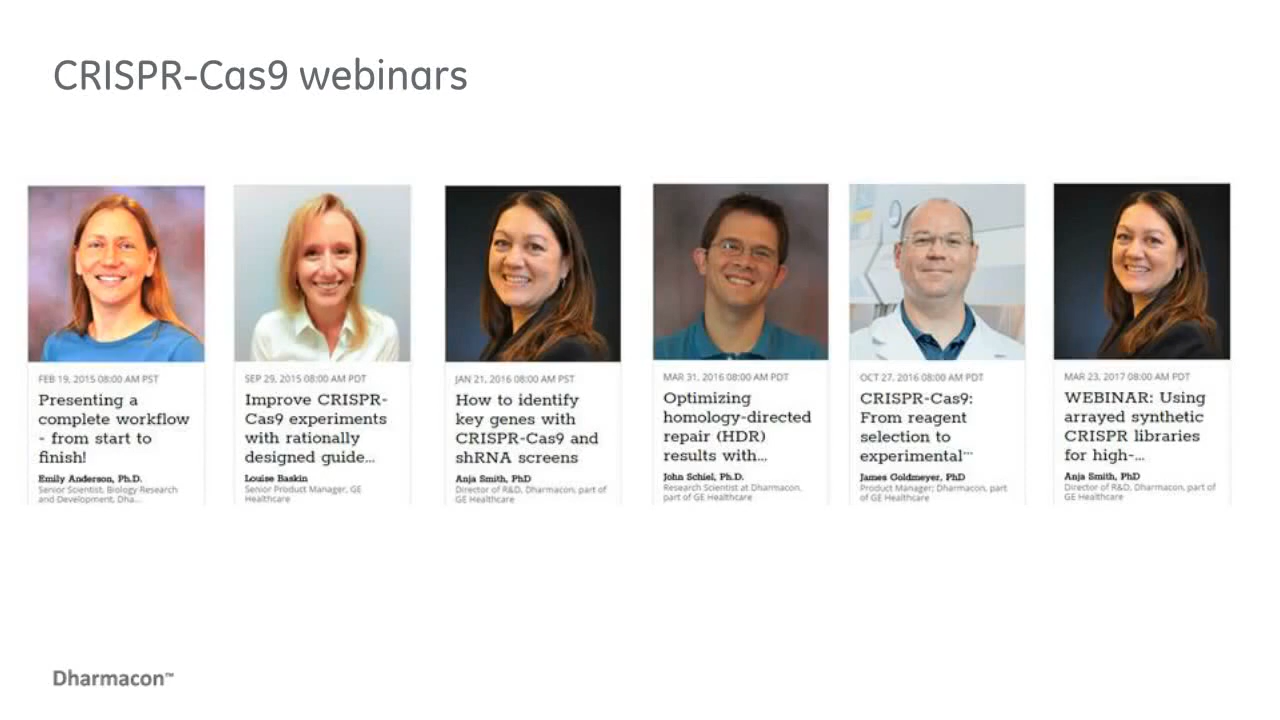 CRISPR-Cas9 webinars
FEB 19, 2015 08:00 AM PST
Presenting a
complete workflow
- from start to
finish!
Emily Anderson, Ph.D.
Senior Scientist, Biology Research
and Development, Dha...
SEP 29, 2015 08:00 AM PDT
Improve CRISPR-
Cas9 experiments
with rationally
designed guide...
Louise Baskin
Senior Product Manager, GE
Healthcare
JAN 21, 2016 08:00 AM PST
How to identify
key genes with
CRISPR-Cas9 and
shRNA screens
Anja Smith, PhD
Director of R&D, Dharmacon, part of
GE Healthcare
MAR 31, 2016 08:00 AM PDT
Optimizing
homology-directed
repair (HDR)
results with...
John Schiel, Ph.D.
Research Scientist at Dharmacon,
part of GE Healthcare
OCT 27, 2016 08:00 AM PDT
CRISPR-Cas9:
From reagent
selection to
experimental...
James Goldmeyer, PhD
Product Manager; Dharmacon, part
of GE Healthcare
MAR 23, 2017 08:00 AM PDT
WEBINAR: Using
arrayed synthetic
CRISPR libraries
for high-...
Anja Smith, PhD
Director of R&D, Dharmacon, part of
GE Healthcare
Dharmacon™